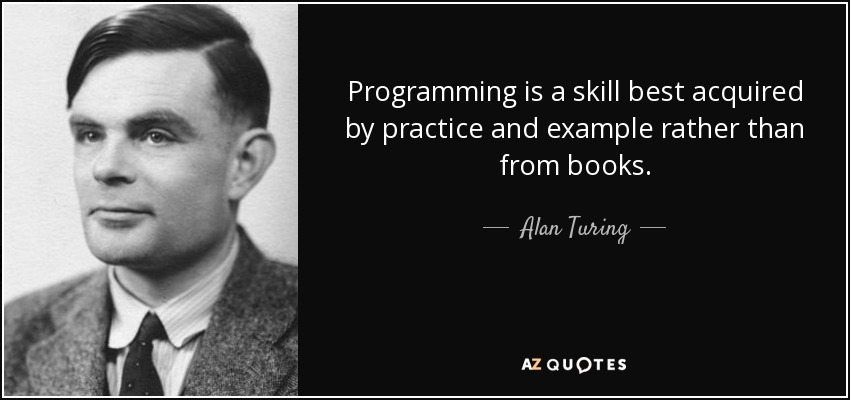 Programming is a skill best acquired
by practice and example rather than
from books.
Alan Turing
AZ QUOTES